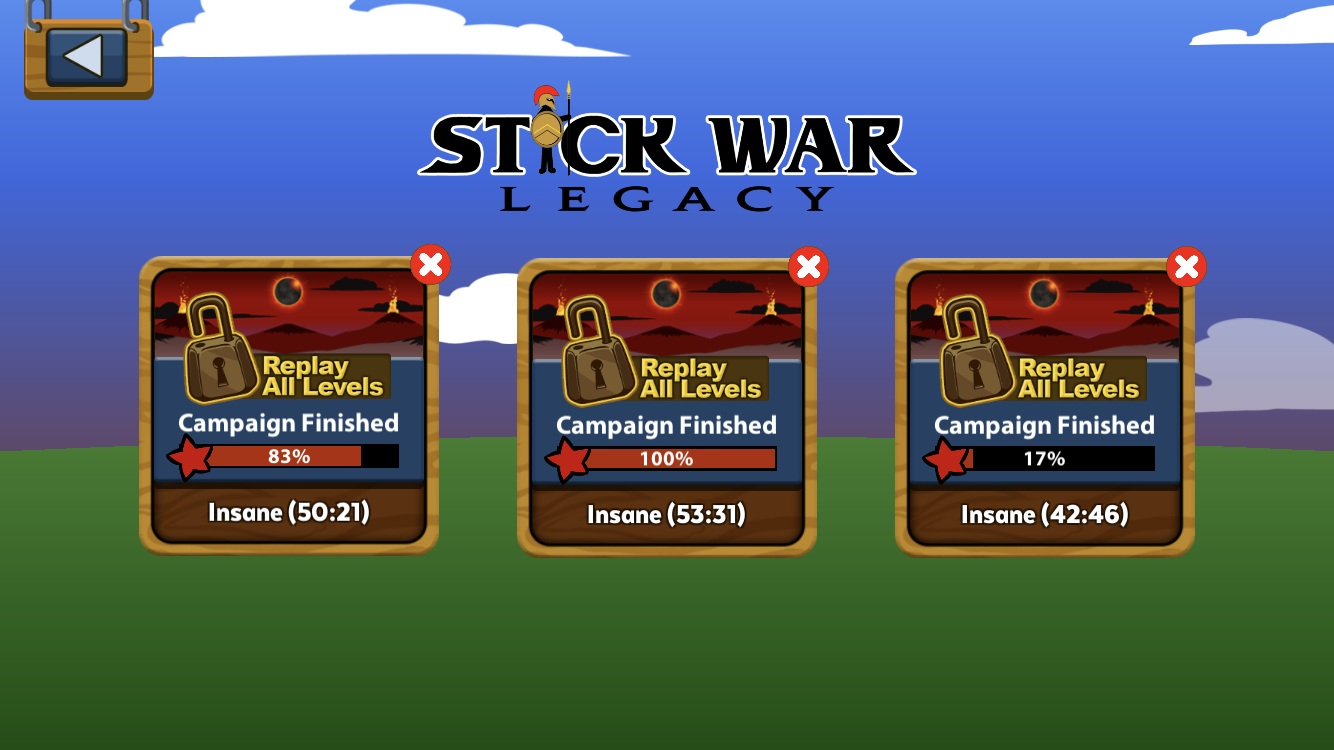 STICK WAR
LEGACY
Replay
All Levels
Campaign Finished
83%
Insane (50:21)
Replay
All Levels
Campaign Finished
100%
Insane (53:31)
Replay
All Levels
Campaign Finished
17%
Insane (42:46)